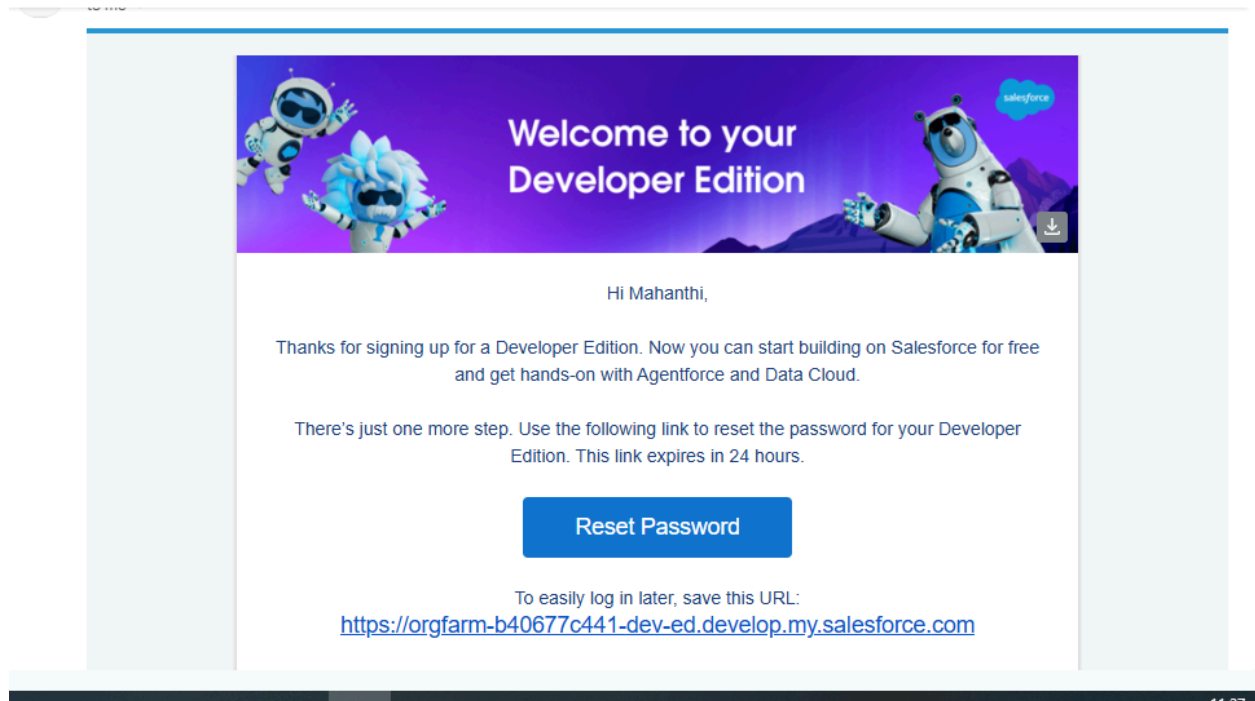 salesforce
Welcome to your
Developer Edition
Hi Mahanthi,
Thanks for signing up for a Developer Edition. Now you can start building on Salesforce for free
and get hands-on with Agentforce and Data Cloud.
There's just one more step. Use the following link to reset the password for your Developer
Edition. This link expires in 24 hours.
Reset Password
To easily log in later, save this URL:
https://orgfarm-b40677c441-dev-ed.develop.my.salesforce.com